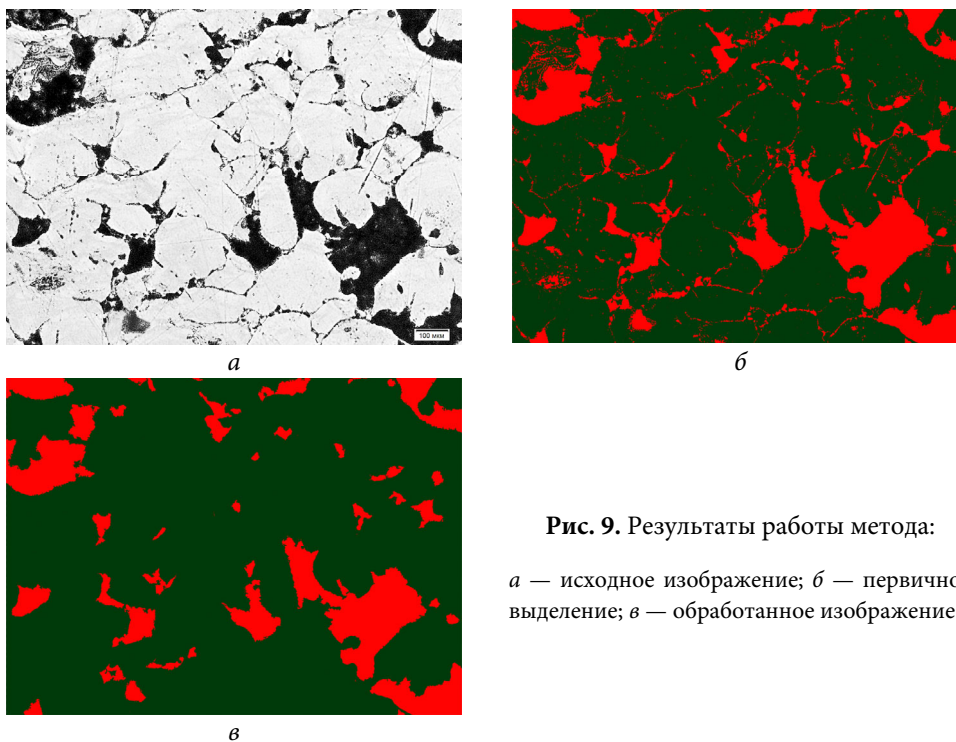 100 мкм
а
б
в
Рис. 9. Результаты работы метода:
а — исходное изображение; б — первично
выделение; в — обработанное изображение